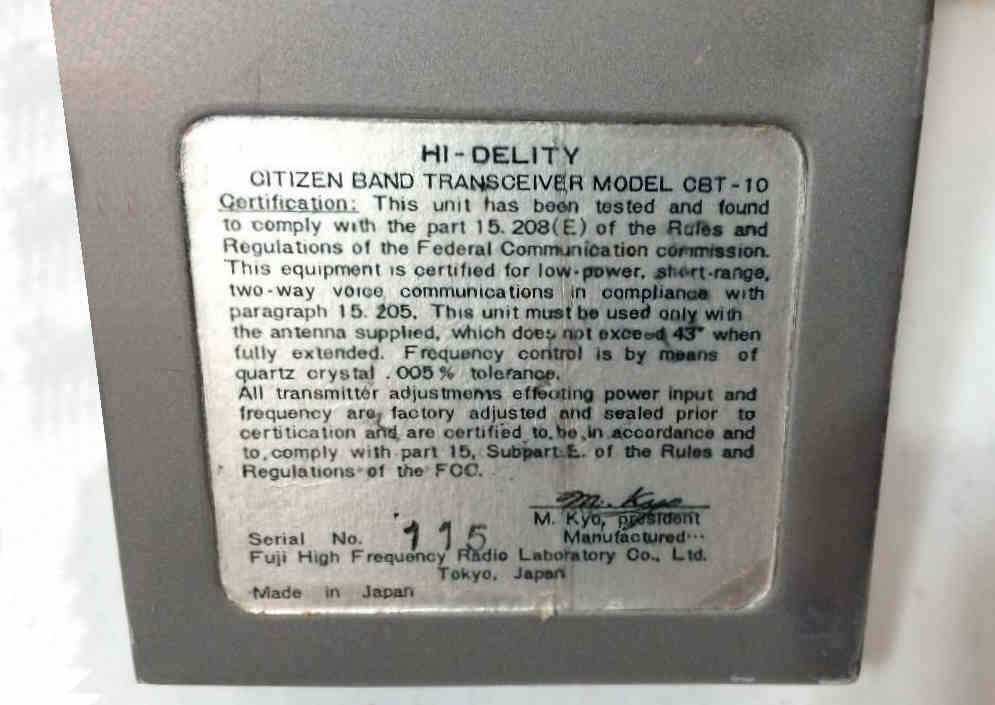 HI-DELITY
CITIZEN BAND TRANSCEIVER MODEL CBT-10
Certification: This unit has been tested and found
to comply with the part 15.208(E) of the Rules and
Regulations of the Federal Communication commission.
This equipment is certified for low-power, short-range,
two-way voice communications in compliance with
paragraph 15.205. This unit must be used only with
the antenna supplied, which does not exceed 43" when
fully extended. Frequency control is by means of
quartz crystal .005% tolerance.
All transmitter adjustments effecting power input and
frequency are factory adjusted and sealed prior to
certitication and are certified to be in accordance and
to comply with part 15, Subpart E. of the Rules and
Regulations of the FCC.
M. Kyo
M. Kyo, president
Serial No. 115 Manufactured...
Fuji High Frequency Radio Laboratory Co., Ltd.
Tokyo, Japan
Made in Japan